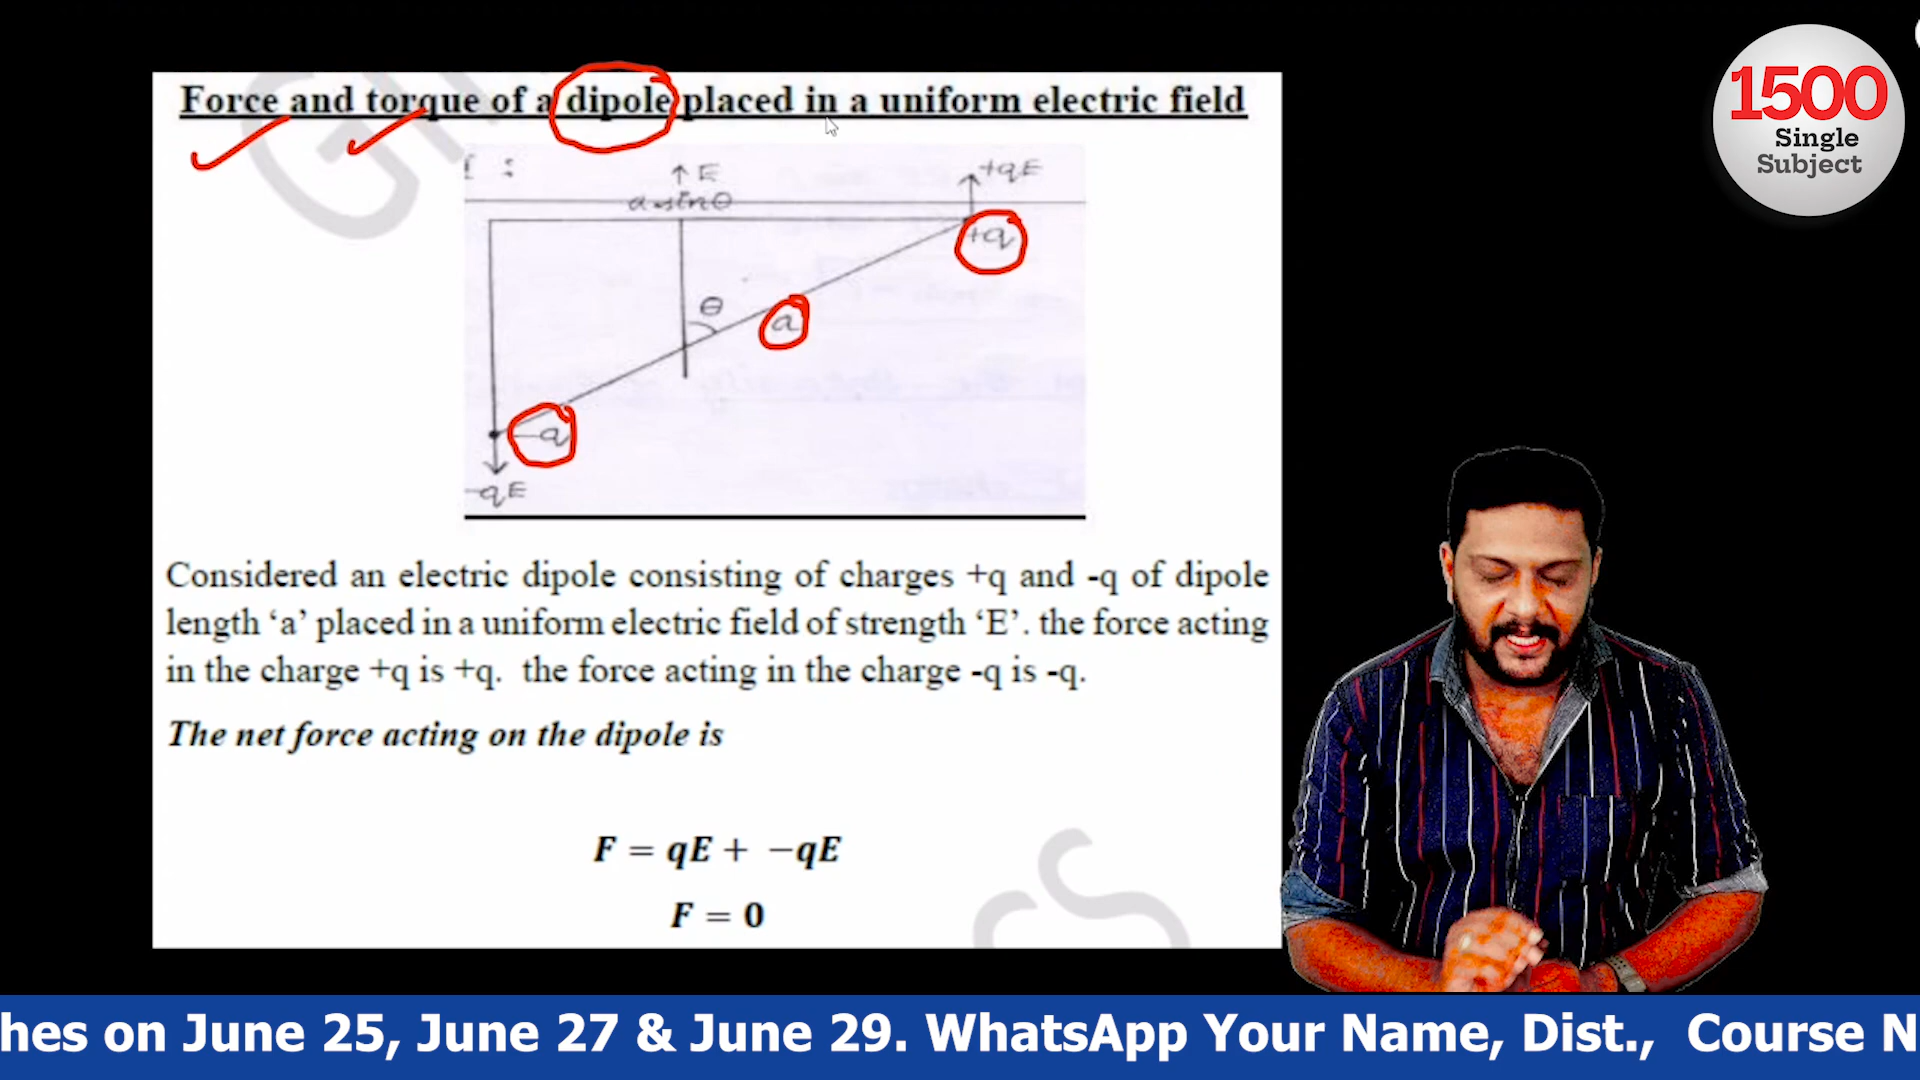 1500
Single
Subject
Force and torque of a dipole placed in a uniform electric field
↑ E
+qE
a sinθ
+q
θ
a
-q
-qE
Considered an electric dipole consisting of charges +q and -q of dipole
length ‘a’ placed in a uniform electric field of strength ‘E’. the force acting
in the charge +q is +q. the force acting in the charge -q is -q.
The net force acting on the dipole is
F = qE + −qE
F = 0
hes on June 25, June 27 & June 29. WhatsApp Your Name, Dist., Course N